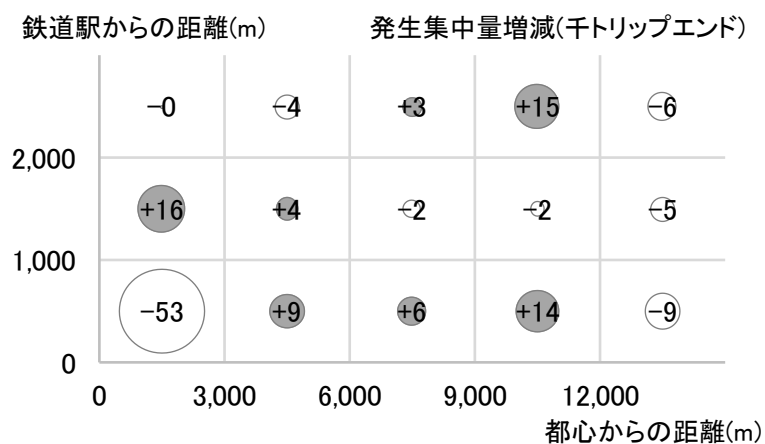 鉄道駅からの距離(m) 発生集中量増減(千トリップエンド)
−0 −4 +3 +15 −6
2,000
+16 +4 −2 −2 −5
1,000
−53 +9 +6 +14 −9
0
0 3,000 6,000 9,000 12,000
都心からの距離(m)